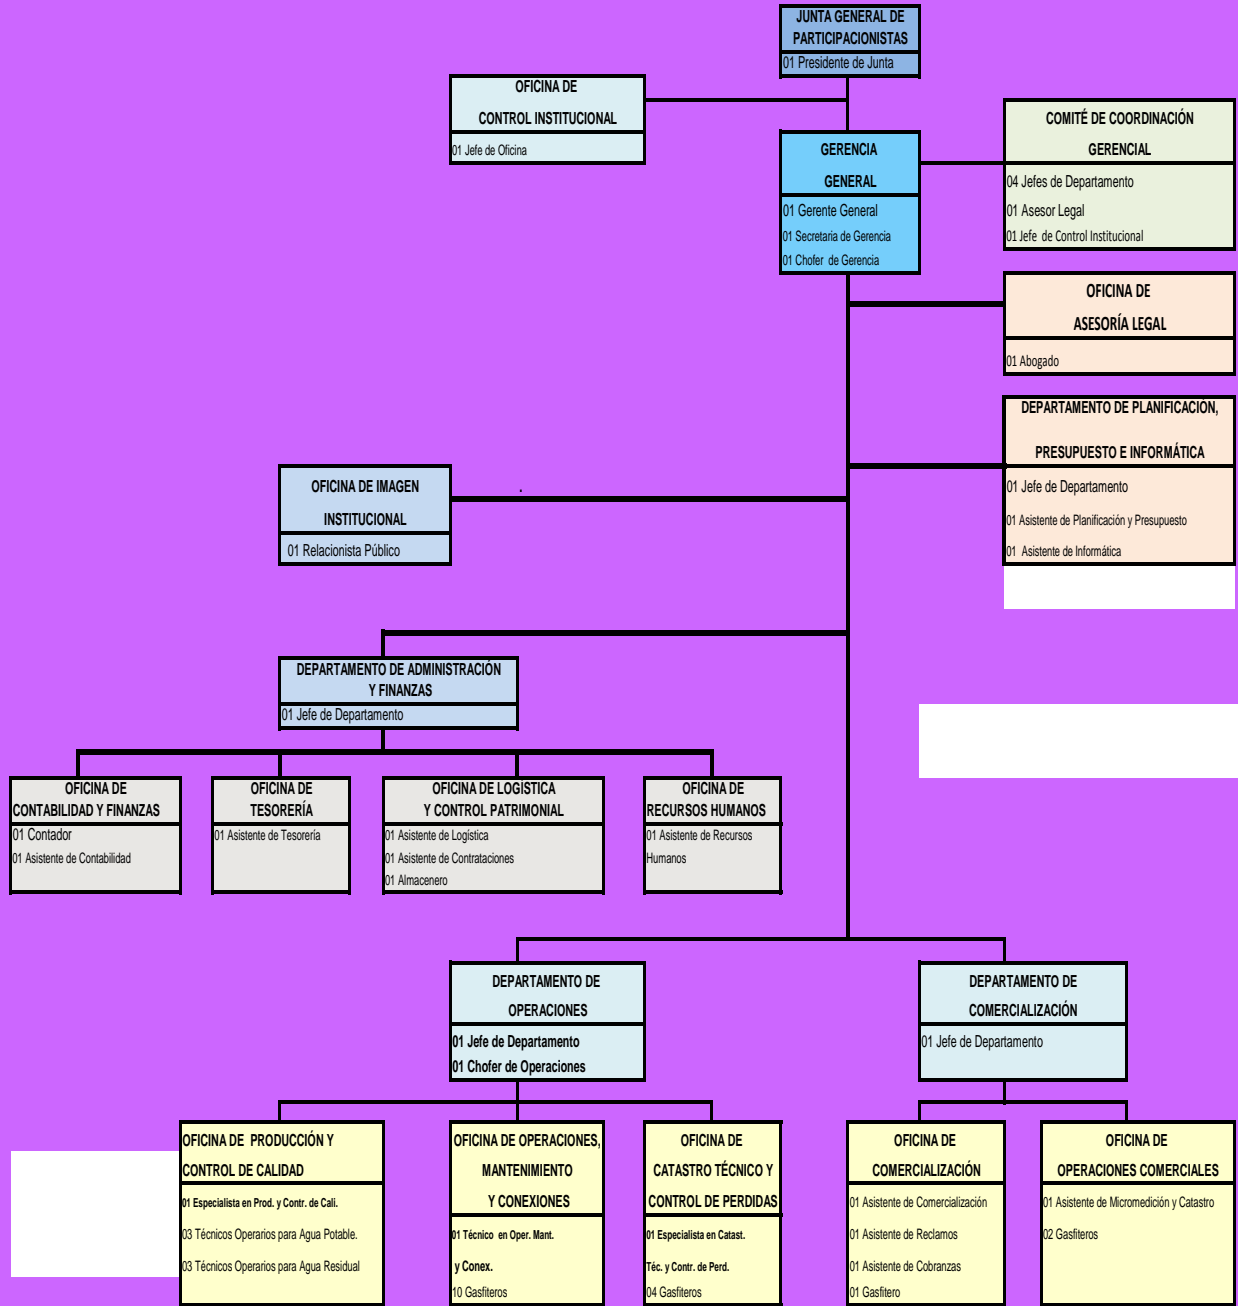 JUNTA GENERAL DE
PARTICIPACIONISTAS
01 Presidente de Junta
OFICINA DE
CONTROL INSTITUCIONAL
01 Jefe de Oficina
GERENCIA
GENERAL
01 Gerente General
01 Secretaria de Gerencia
01 Chofer de Gerencia
COMITÉ DE COORDINACIÓN
GERENCIAL
04 Jefes de Departamento
01 Asesor Legal
01 Jefe de Control Institucional
OFICINA DE
ASESORÍA LEGAL
01 Abogado
DEPARTAMENTO DE PLANIFICACIÓN,
PRESUPUESTO E INFORMÁTICA
01 Jefe de Departamento
01 Asistente de Planificación y Presupuesto
01 Asistente de Informática
OFICINA DE IMAGEN
INSTITUCIONAL
01 Relacionista Público
DEPARTAMENTO DE ADMINISTRACIÓN
Y FINANZAS
01 Jefe de Departamento
OFICINA DE
CONTABILIDAD Y FINANZAS
01 Contador
01 Asistente de Contabilidad
OFICINA DE
TESORERÍA
01 Asistente de Tesorería
OFICINA DE LOGÍSTICA
Y CONTROL PATRIMONIAL
01 Asistente de Logística
01 Asistente de Contrataciones
01 Almacenero
OFICINA DE
RECURSOS HUMANOS
01 Asistente de Recursos
Humanos
DEPARTAMENTO DE
OPERACIONES
01 Jefe de Departamento
01 Chofer de Operaciones
DEPARTAMENTO DE
COMERCIALIZACIÓN
01 Jefe de Departamento
OFICINA DE PRODUCCIÓN Y
CONTROL DE CALIDAD
01 Especialista en Prod. y Contr. de Cali.
03 Técnicos Operarios para Agua Potable.
03 Técnicos Operarios para Agua Residual
OFICINA DE OPERACIONES,
MANTENIMIENTO
Y CONEXIONES
01 Técnico en Oper. Mant.
y Conex.
10 Gasfiteros
OFICINA DE
CATASTRO TÉCNICO Y
CONTROL DE PERDIDAS
01 Especialista en Catast.
Téc. y Contr. de Perd.
04 Gasfiteros
OFICINA DE
COMERCIALIZACIÓN
01 Asistente de Comercialización
01 Asistente de Reclamos
01 Asistente de Cobranzas
01 Gasfitero
OFICINA DE
OPERACIONES COMERCIALES
01 Asistente de Micromedición y Catastro
02 Gasfiteros